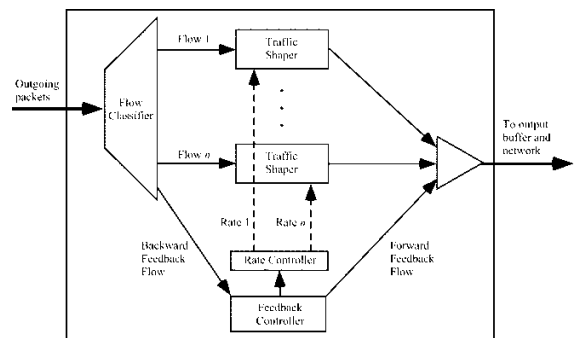 Flow 1
Traffic
Shaper
Outgoing
packets
Flow
Classifier
To output
buffer and
network
Flow n
Traffic
Shaper
Rate 1
Rate n
Backward
Feedback
Flow
Rate Controller
Forward
Feedback
Flow
Feedback
Controller